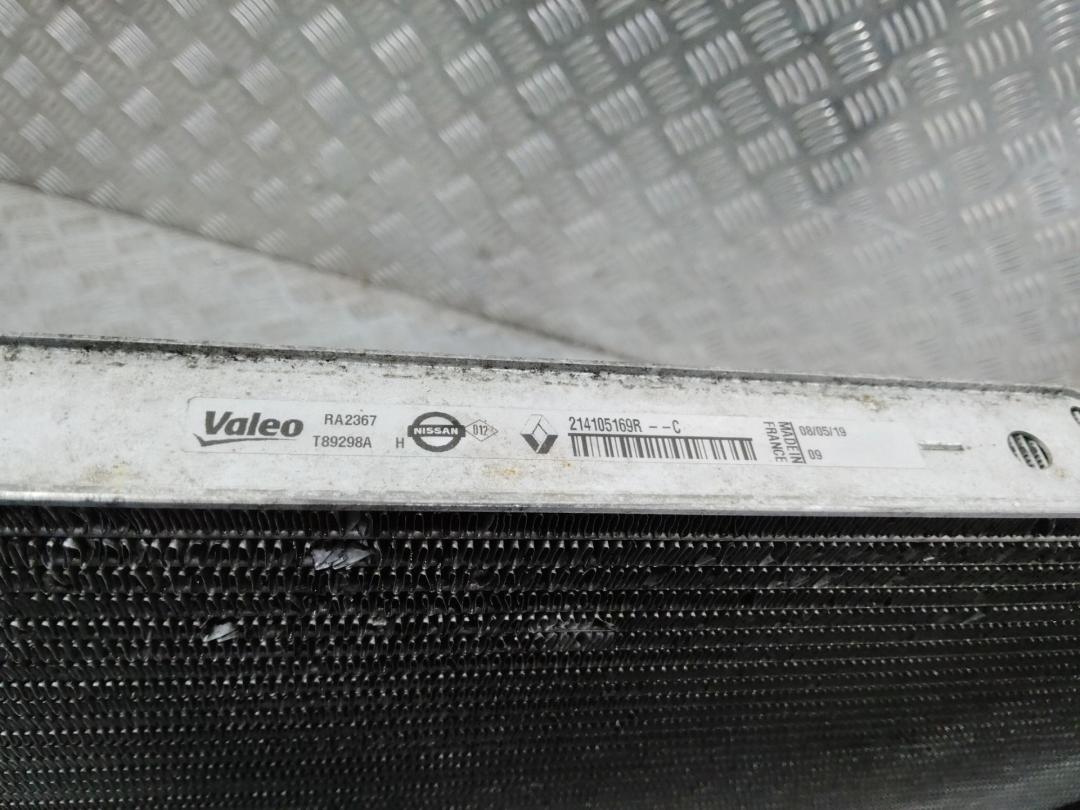 Valeo
RA2367
T89298A
H
NISSAN
012
214105169R --C
MADE IN
FRANCE
08/05/19
09